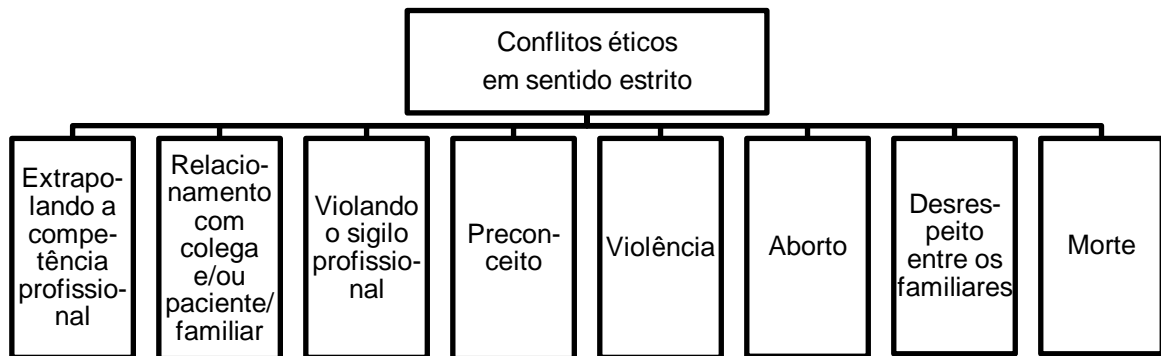 Conflitos éticos
em sentido estrito
Extrapo-
lando a
compe-
tência
profissio-
nal
Relacio-
namento
com
colega
e/ou
paciente/
familiar
Violando
o sigilo
profissio-
nal
Precon-
ceito
Violência
Aborto
Desres-
peito
entre os
familiares
Morte